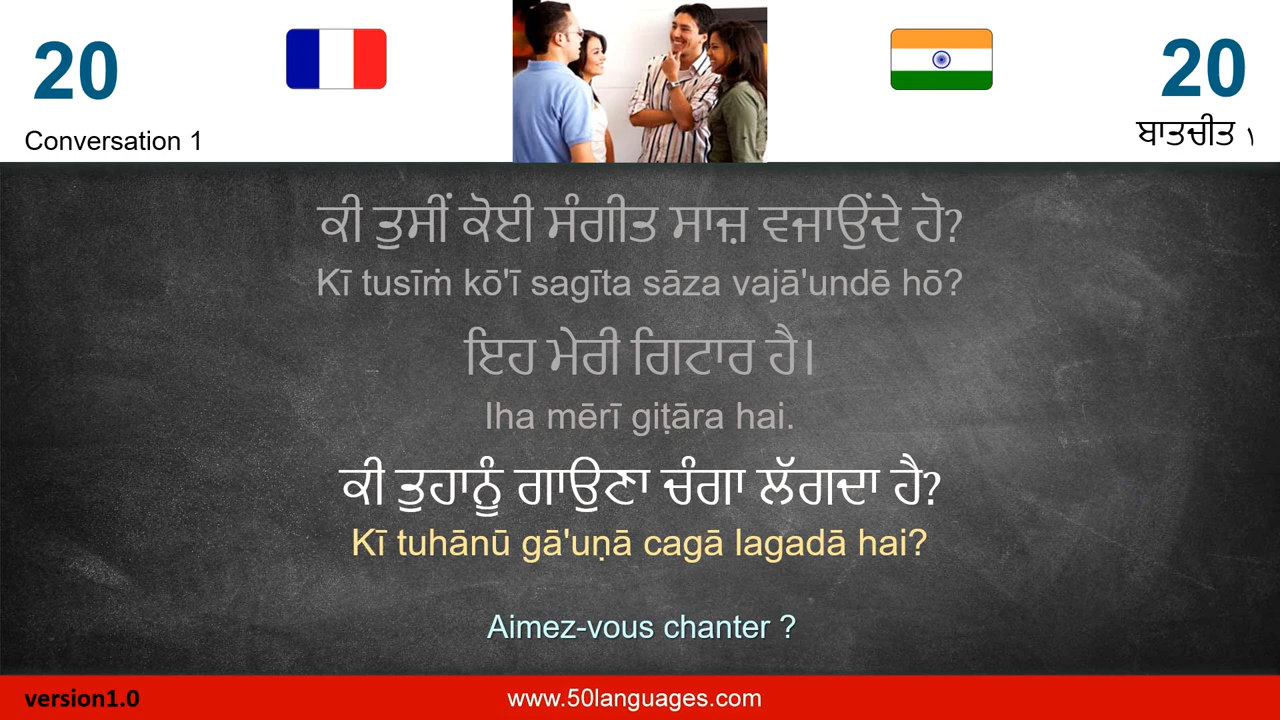 20
20
Conversation 1
ਬਾਤਚੀਤ ੧
ਕੀ ਤੁਸੀਂ ਕੋਈ ਸੰਗੀਤ ਸਾਜ਼ ਵਜਾਉਂਦੇ ਹੋ?
Kī tusīṁ kō'ī sagīta sāza vajā'undē hō?
ਇਹ ਮੇਰੀ ਗਿਟਾਰ ਹੈ।
Iha mērī giṭāra hai.
ਕੀ ਤੁਹਾਨੂੰ ਗਾਉਣਾ ਚੰਗਾ ਲੱਗਦਾ ਹੈ?
Kī tuhānū gā'uṇā cagā lagadā hai?
Aimez-vous chanter ?
version1.0
www.50languages.com